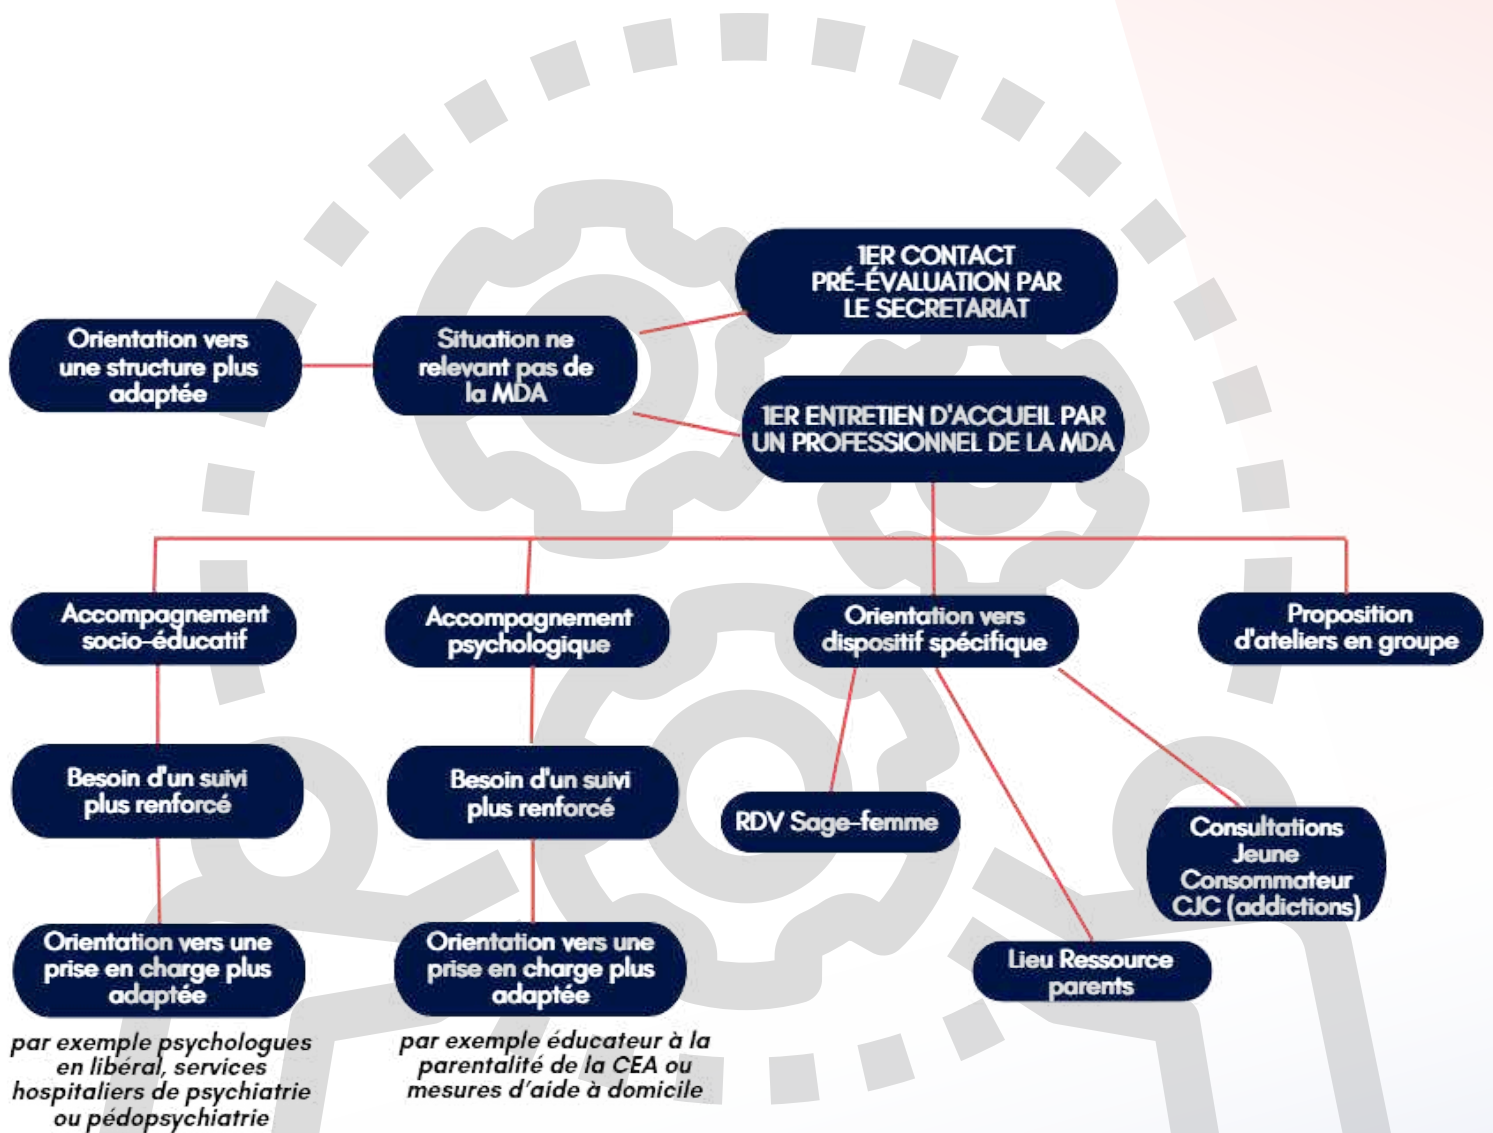 1ER CONTACT
PRÉ-ÉVALUATION PAR
LE SECRETARIAT
Orientation vers
une structure plus
adaptée
Situation ne
relevant pas de
la MDA
1ER ENTRETIEN D'ACCUEIL PAR
UN PROFESSIONNEL DE LA MDA
Accompagnement
socio-éducatif
Accompagnement
psychologique
Orientation vers
dispositif spécifique
Proposition
d'ateliers en groupe
Besoin d'un suivi
plus renforcé
Besoin d'un suivi
plus renforcé
RDV Sage-femme
Consultations
Jeune
Consommateur
CJC (addictions)
Orientation vers une
prise en charge plus
adaptée
Orientation vers une
prise en charge plus
adaptée
Lieu Ressource
parents
par exemple psychologues
en libéral, services
hospitaliers de psychiatrie
ou pédopsychiatrie
par exemple éducateur à la
parentalité de la CEA ou
mesures d'aide à domicile